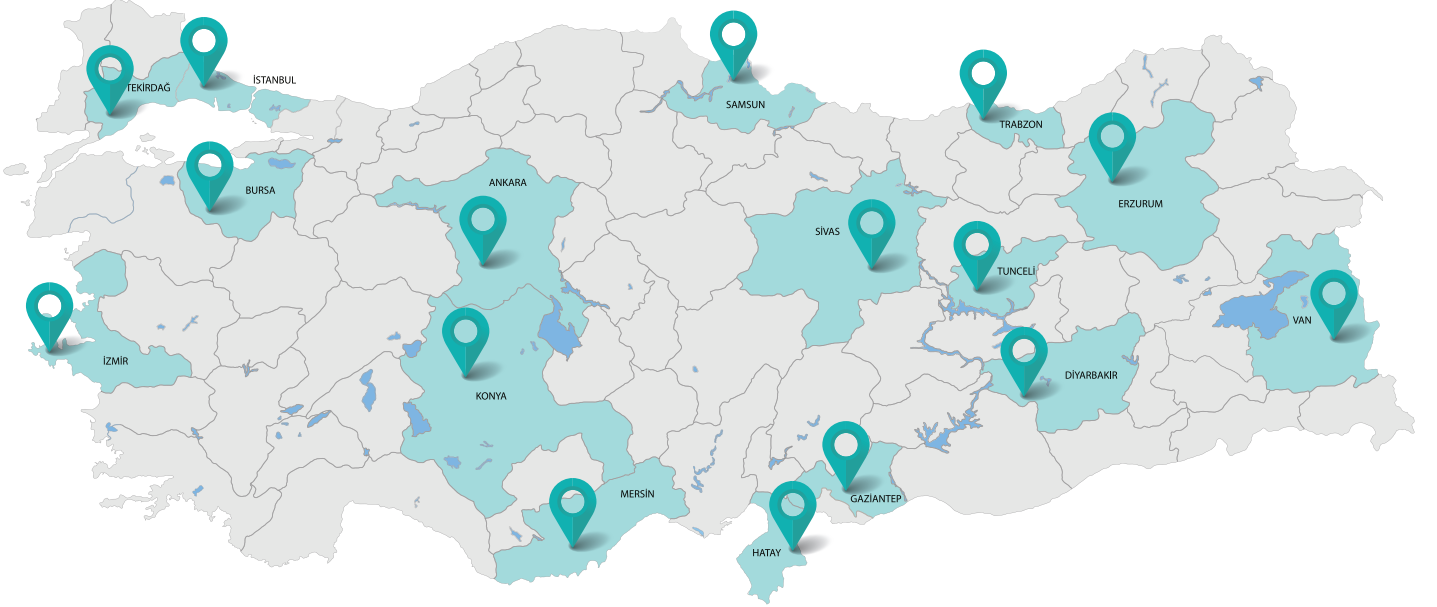 İSTANBUL
TEKİRDAĞ
SAMSUN
TRABZON
ANKARA
BURSA
ERZURUM
SİVAS
TUNCELİ
VAN
İZMİR
DİYARBAKIR
KONYA
MERSİN
GAZİANTEP
HATAY